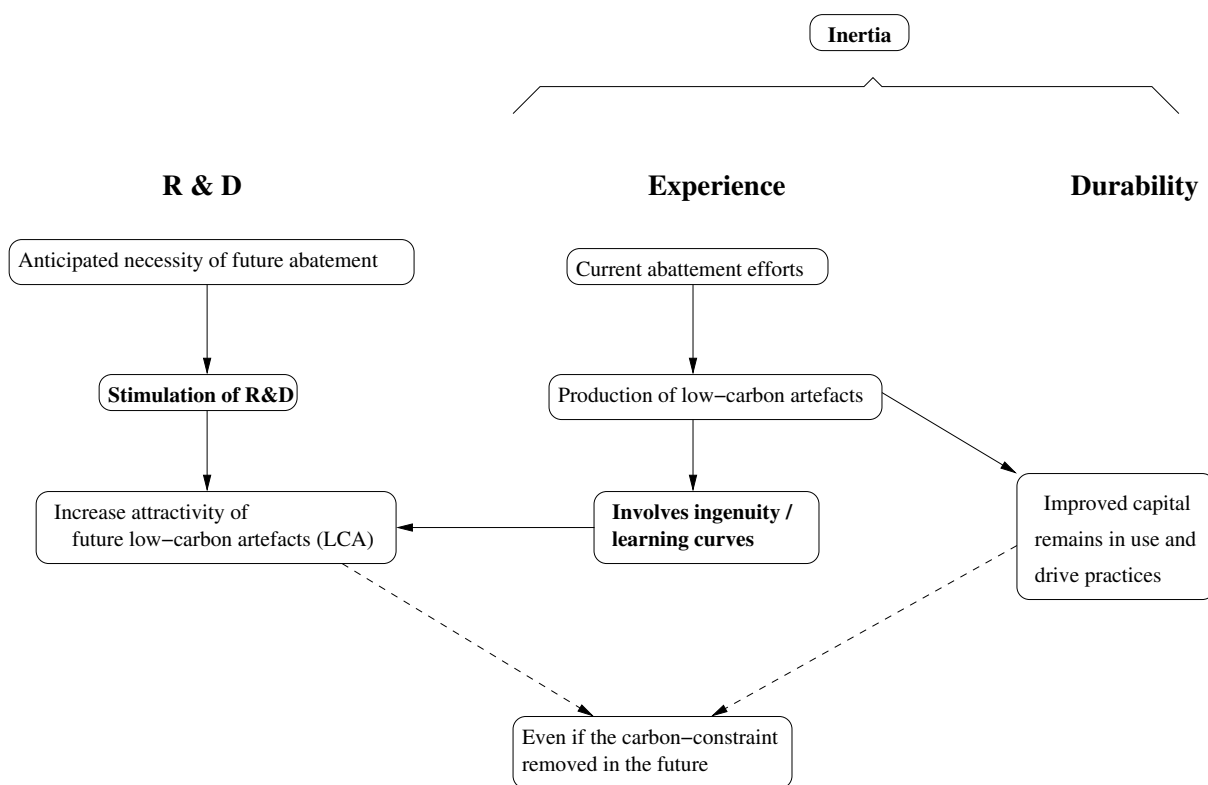 Inertia
R & D
Experience
Durability
Anticipated necessity of future abatement
Current abattement efforts
Stimulation of R&D
Production of low−carbon artefacts
Increase attractivity of
future low−carbon artefacts (LCA)
Involves ingenuity /
learning curves
Improved capital
remains in use and
drive practices
Even if the carbon−constraint
removed in the future